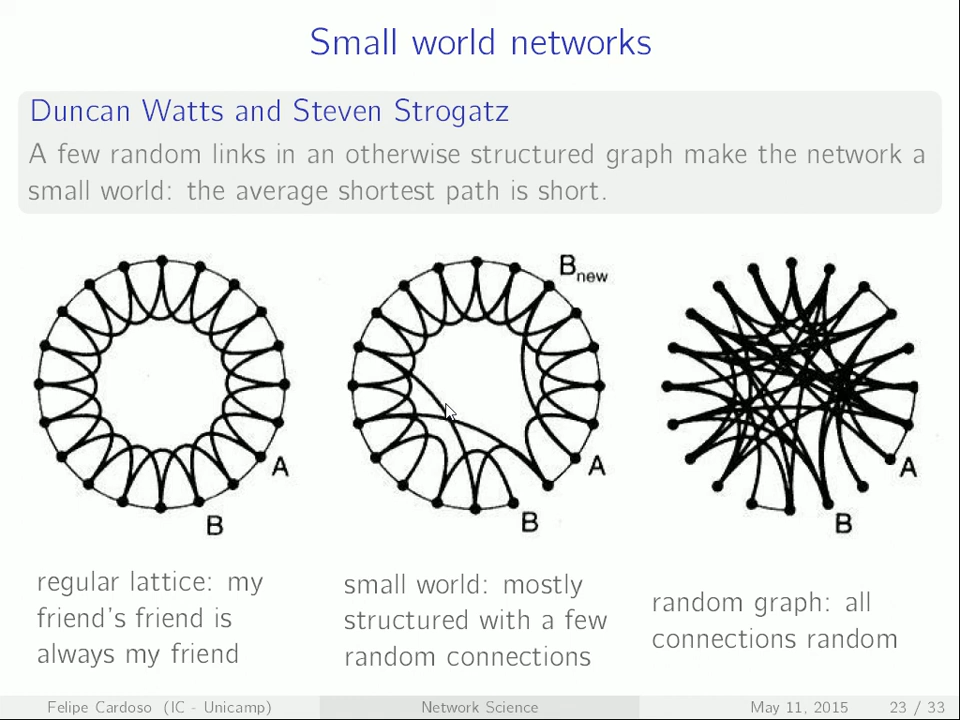 Small world networks
Duncan Watts and Steven Strogatz
A few random links in an otherwise structured graph make the network a
small world: the average shortest path is short.
A
B
B_new
A
B
A
B
regular lattice: my
friend's friend is
always my friend
small world: mostly
structured with a few
random connections
random graph: all
connections random
Felipe Cardoso (IC - Unicamp)
Network Science
May 11, 2015
23 / 33